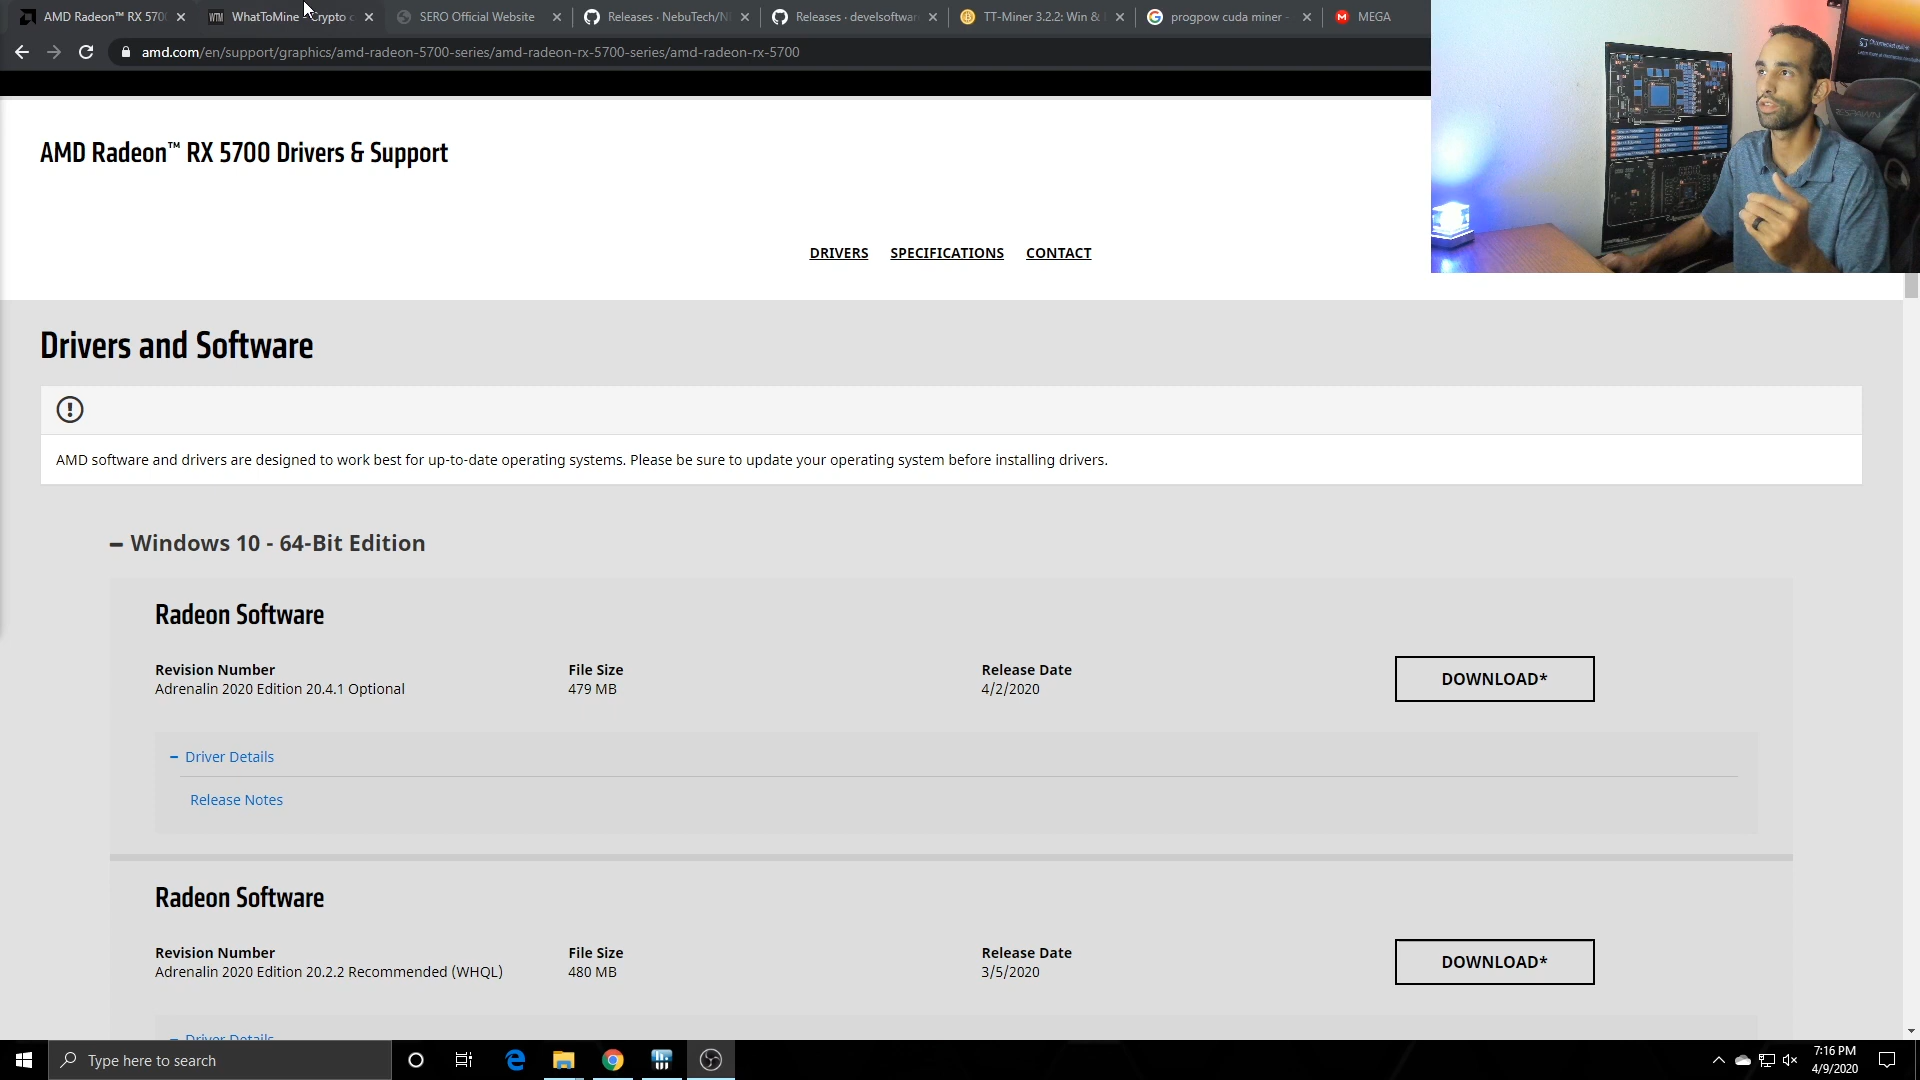 AMD Radeon™ RX 570
WhatToMine - Crypto c
SERO Official Website
Releases · NebuTech/N
Releases · develsoftwar
TT-Miner 3.2.2: Win &
progpow cuda miner -
MEGA
amd.com/en/support/graphics/amd-radeon-5700-series/amd-radeon-rx-5700-series/amd-radeon-rx-5700
AMD Radeon™ RX 5700 Drivers & Support
DRIVERS SPECIFICATIONS CONTACT
Drivers and Software
AMD software and drivers are designed to work best for up-to-date operating systems. Please be sure to update your operating system before installing drivers.
Windows 10 - 64-Bit Edition
Radeon Software
Revision Number File Size Release Date
Adrenalin 2020 Edition 20.4.1 Optional 479 MB 4/2/2020 DOWNLOAD*
Driver Details
Release Notes
Radeon Software
Revision Number File Size Release Date
Adrenalin 2020 Edition 20.2.2 Recommended (WHQL) 480 MB 3/5/2020 DOWNLOAD*
Driver Details
Type here to search
7:16 PM
4/9/2020